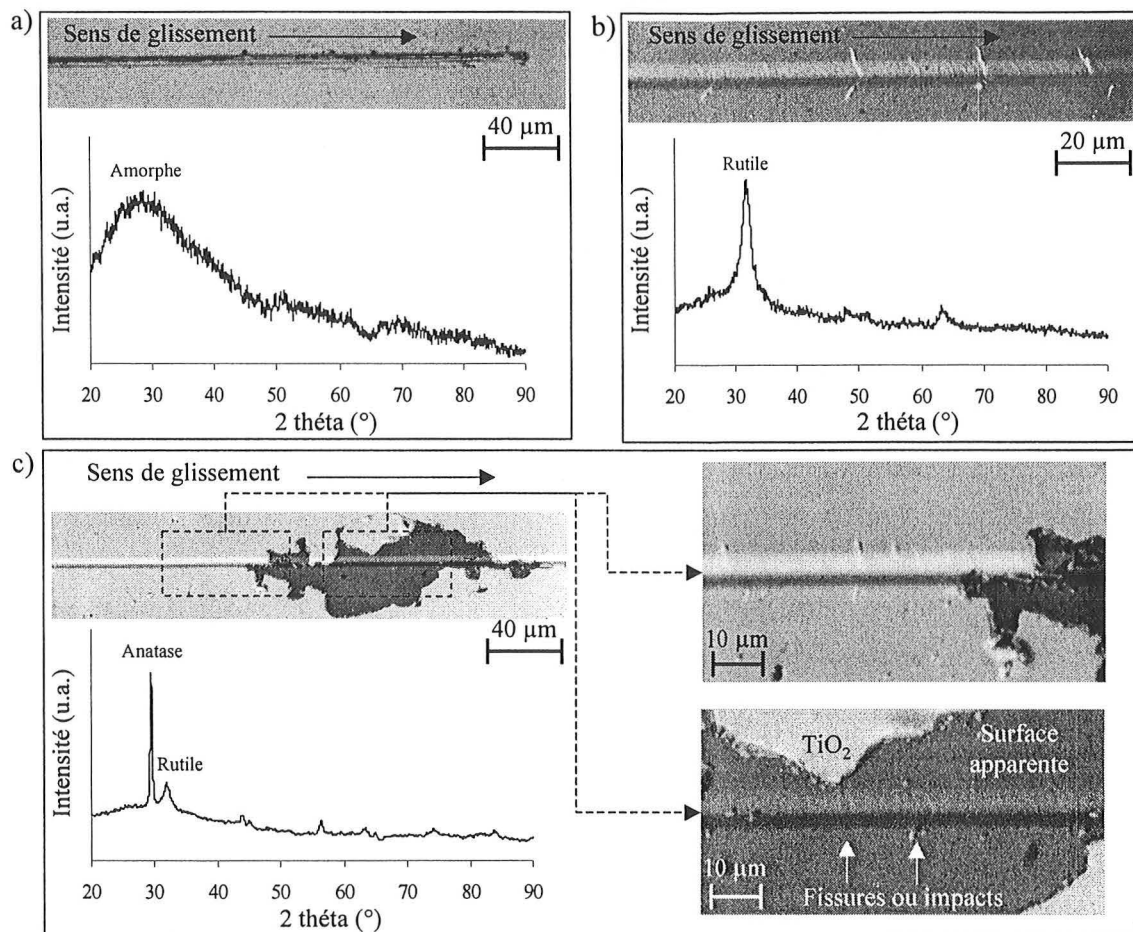 a)
Sens de glissement
40 µm
Amorphe
Intensité (u.a.)
20 30 40 50 60 70 80 90
2 théta (°)
b)
Sens de glissement
20 µm
Rutile
Intensité (u.a.)
20 30 40 50 60 70 80 90
2 théta (°)
c)
Sens de glissement
40 µm
Anatase
Rutile
Intensité (u.a.)
20 30 40 50 60 70 80 90
2 théta (°)
10 µm
TiO₂
Surface
apparente
10 µm
Fissures ou impacts